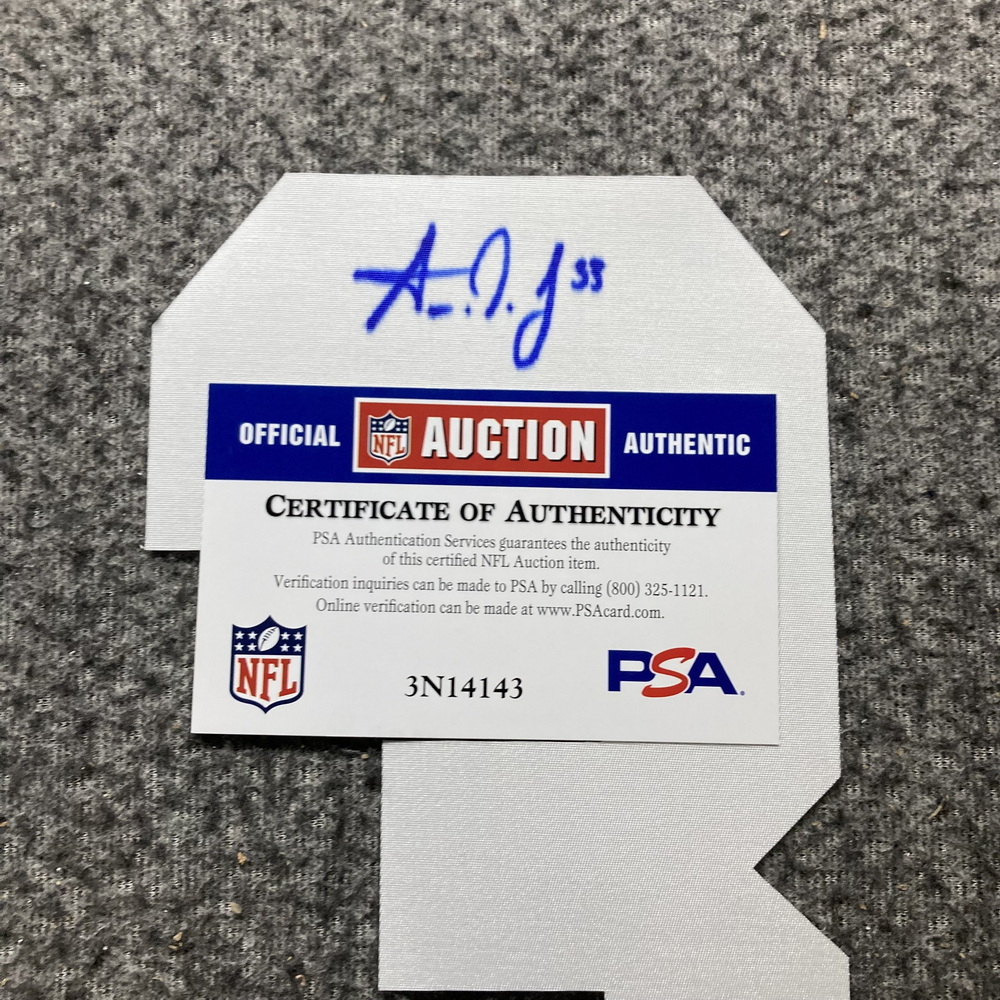 A. J. J 33
OFFICIAL NFL AUCTION AUTHENTIC
CERTIFICATE OF AUTHENTICITY
PSA Authentication Services guarantees the authenticity
of this certified NFL Auction item.
Verification inquiries can be made to PSA by calling (800) 325-1121.
Online verification can be made at www.PSAcard.com.
NFL
3N14143
PSA